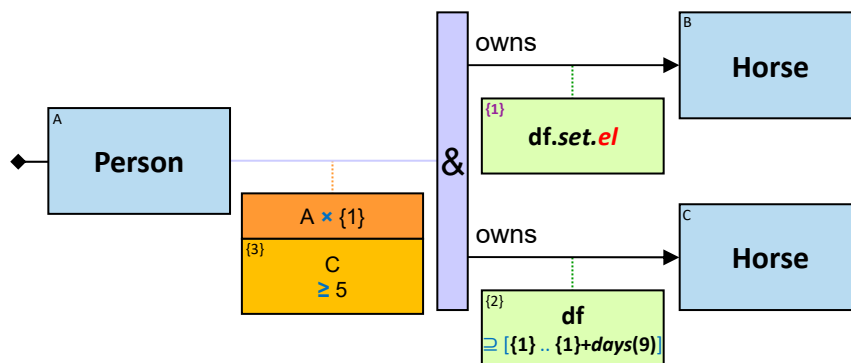 A
Person
A × {1}
{3}
C
≥ 5
&
owns
B
Horse
{1}
df.set.el
owns
C
Horse
{2}
df
⊇ [{1} .. {1}+days(9)]